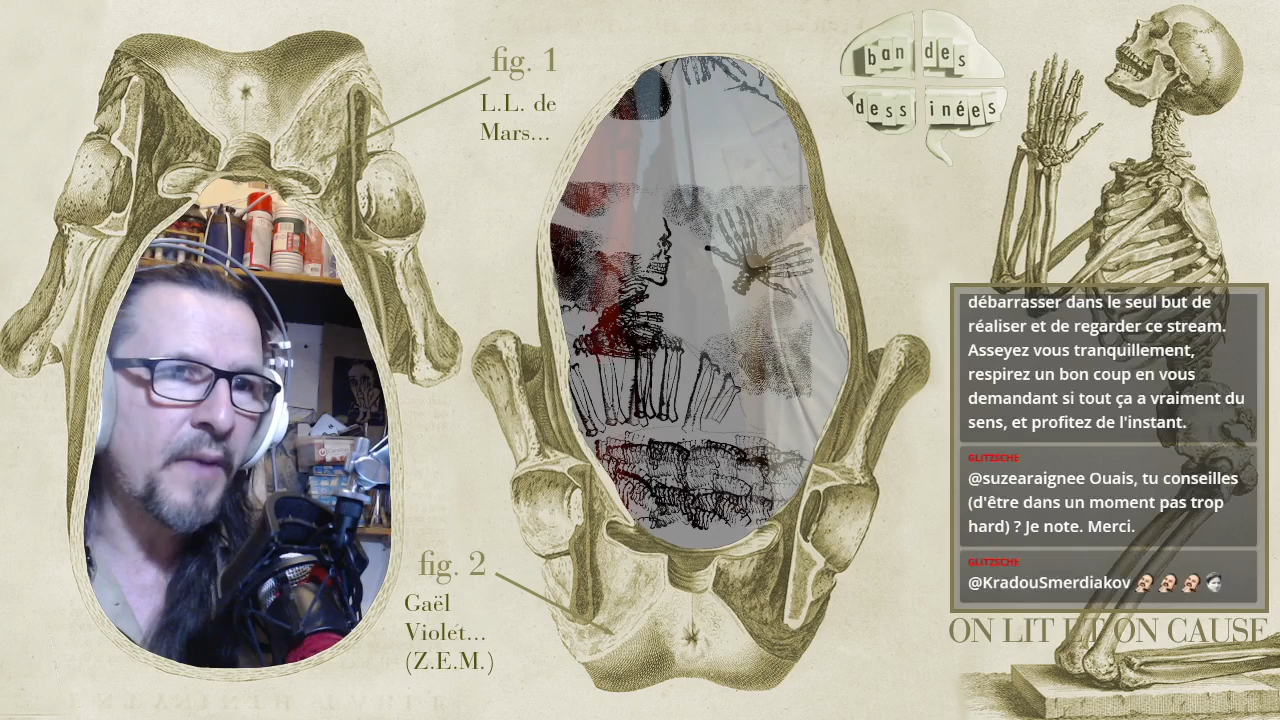 fig. 1
L.L. de
Mars...
ban des
dess inées
débarrasser dans le seul but de
réaliser et de regarder ce stream.
Asseyez vous tranquillement,
respirez un bon coup en vous
demandant si tout ça a vraiment du
sens, et profitez de l'instant.
GLITZSCHE
@suzearaignee Ouais, tu conseilles
(d'être dans un moment pas trop
hard) ? Je note. Merci.
GLITZSCHE
@KradouSmerdiakov
fig. 2
Gaël
Violet...
(Z.E.M.)
ON LIT ET ON CAUSE